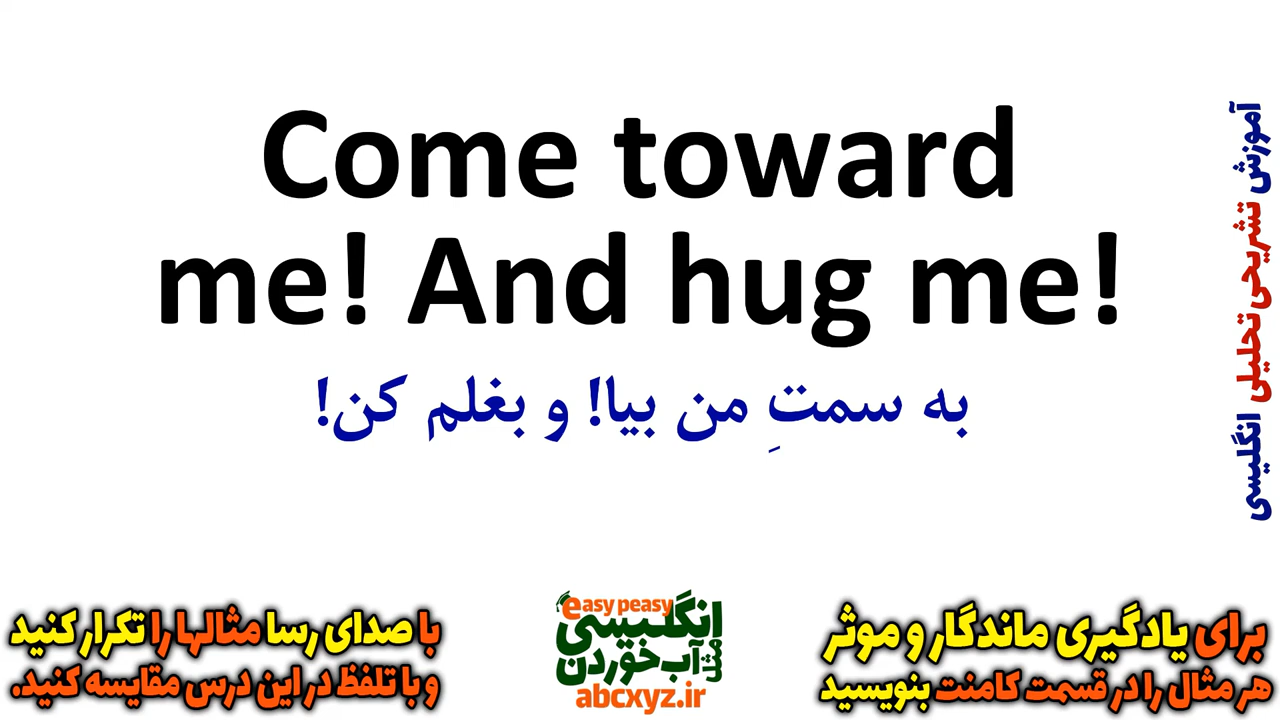 Come toward
me! And hug me!
به سمتِ من بیا! و بغلم کن!
آموزش تشریحی تحلیلی انگلیسی
برای یادگیری ماندگار و موثر
هر مثال را در قسمت کامنت بنویسید
easy peasy
انگلیسی
مثل آب خوردن
abcxyz.ir
با صدای رسا مثالها را تکرار کنید
و با تلفظ در این درس مقایسه کنید.